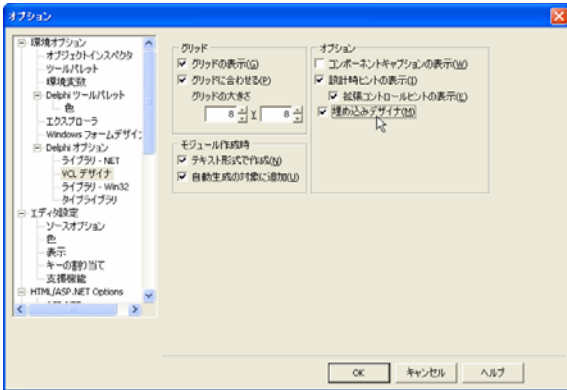 オプション
環境オプション
オブジェクトインスペクタ
ツールパレット
環境変数
Delphi ツールパレット
色
エクスプローラ
Windows フォームデザイ
Delphi オプション
ライブラリ - .NET
VCL デザイナ
ライブラリ - Win32
タイプライブラリ
エディタ設定
ソースオプション
色
表示
キーの割り当て
支援機能
HTML/ASP.NET Options
グリッド
グリッドの表示(G)
グリッドに合わせる(P)
グリッドの大きさ
8 Y 8
モジュール作成時
テキスト形式で作成(N)
自動生成の対象に追加(U)
オプション
コンポーネントキャプションの表示(W)
設計時ヒントの表示(I)
拡張コントロールヒントの表示(E)
埋め込みデザイナ(M)
OK キャンセル ヘルプ